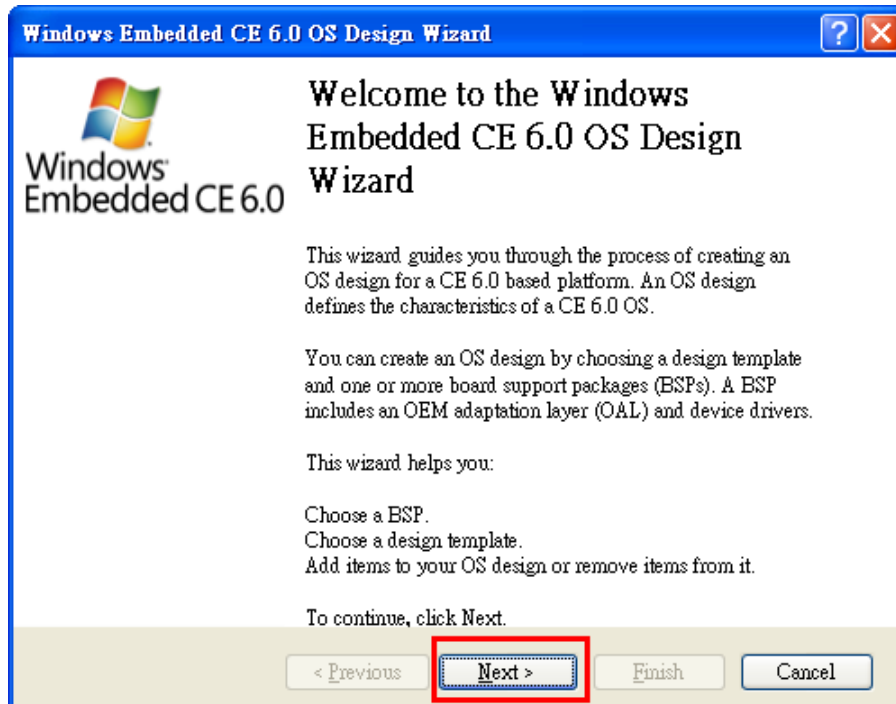 Windows Embedded CE 6.0 OS Design Wizard
Windows
Embedded CE 6.0
Welcome to the Windows
Embedded CE 6.0 OS Design
Wizard
This wizard guides you through the process of creating an
OS design for a CE 6.0 based platform. An OS design
defines the characteristics of a CE 6.0 OS.
You can create an OS design by choosing a design template
and one or more board support packages (BSPs). A BSP
includes an OEM adaptation layer (OAL) and device drivers.
This wizard helps you:
Choose a BSP.
Choose a design template.
Add items to your OS design or remove items from it.
To continue, click Next.
< Previous Next > Finish Cancel